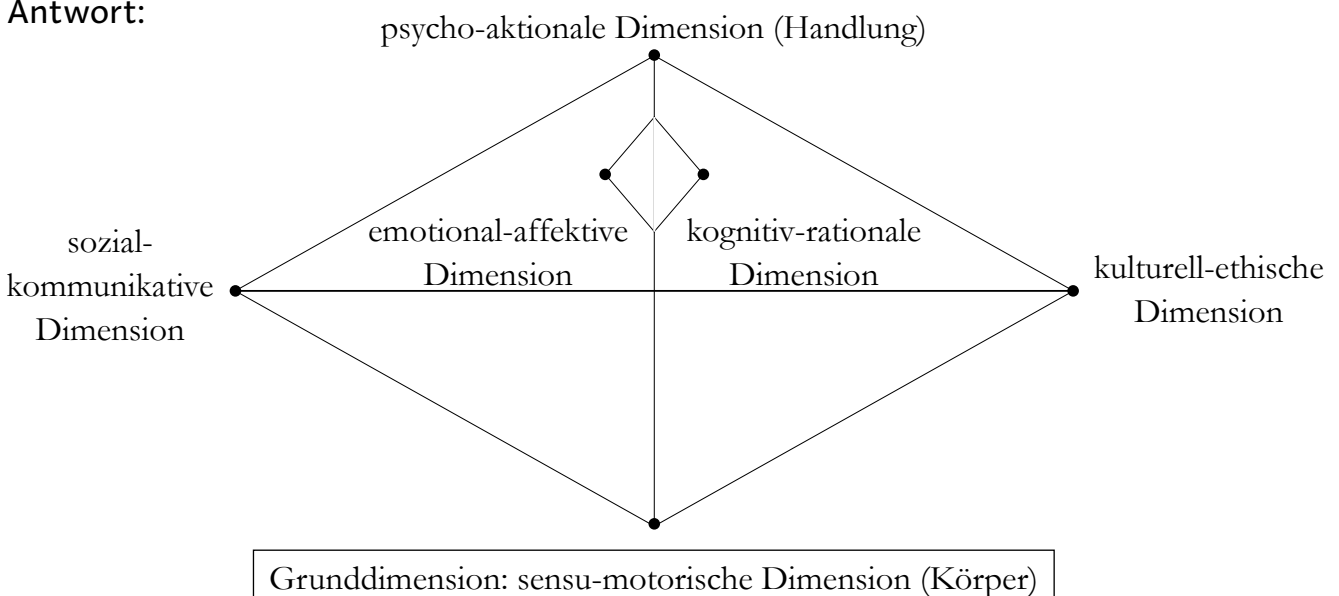 Antwort:
psycho-aktionale Dimension (Handlung)
emotional-affektive
Dimension
kognitiv-rationale
Dimension
sozial-
kommunikative
Dimension
kulturell-ethische
Dimension
Grunddimension: sensu-motorische Dimension (Körper)